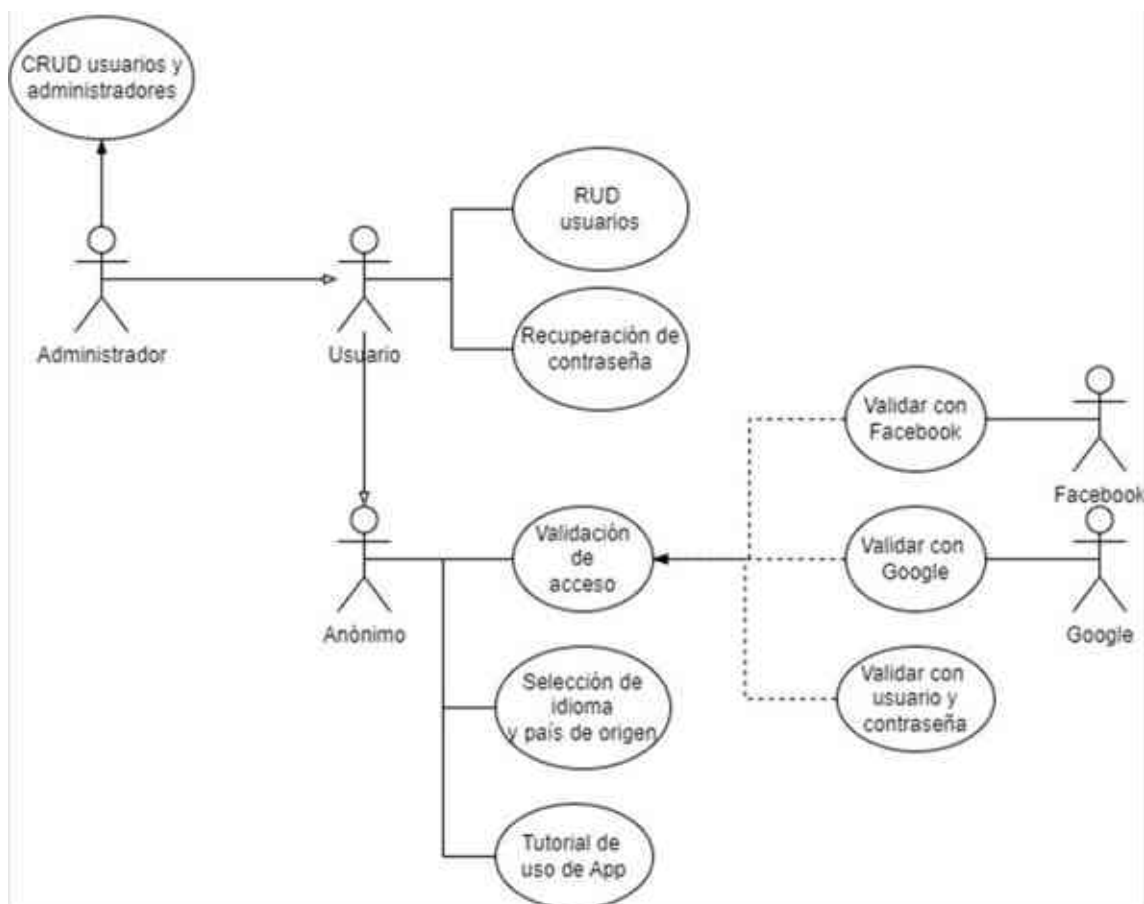 CRUD usuarios y
administradores
RUD
usuarios
Administrador
Usuario
Recuperación de
contraseña
Validar con
Facebook
Facebook
Anónimo
Validación
de
acceso
Validar con
Google
Google
Selección de
idioma
y país de origen
Validar con
usuario y
contraseña
Tutorial de
uso de App